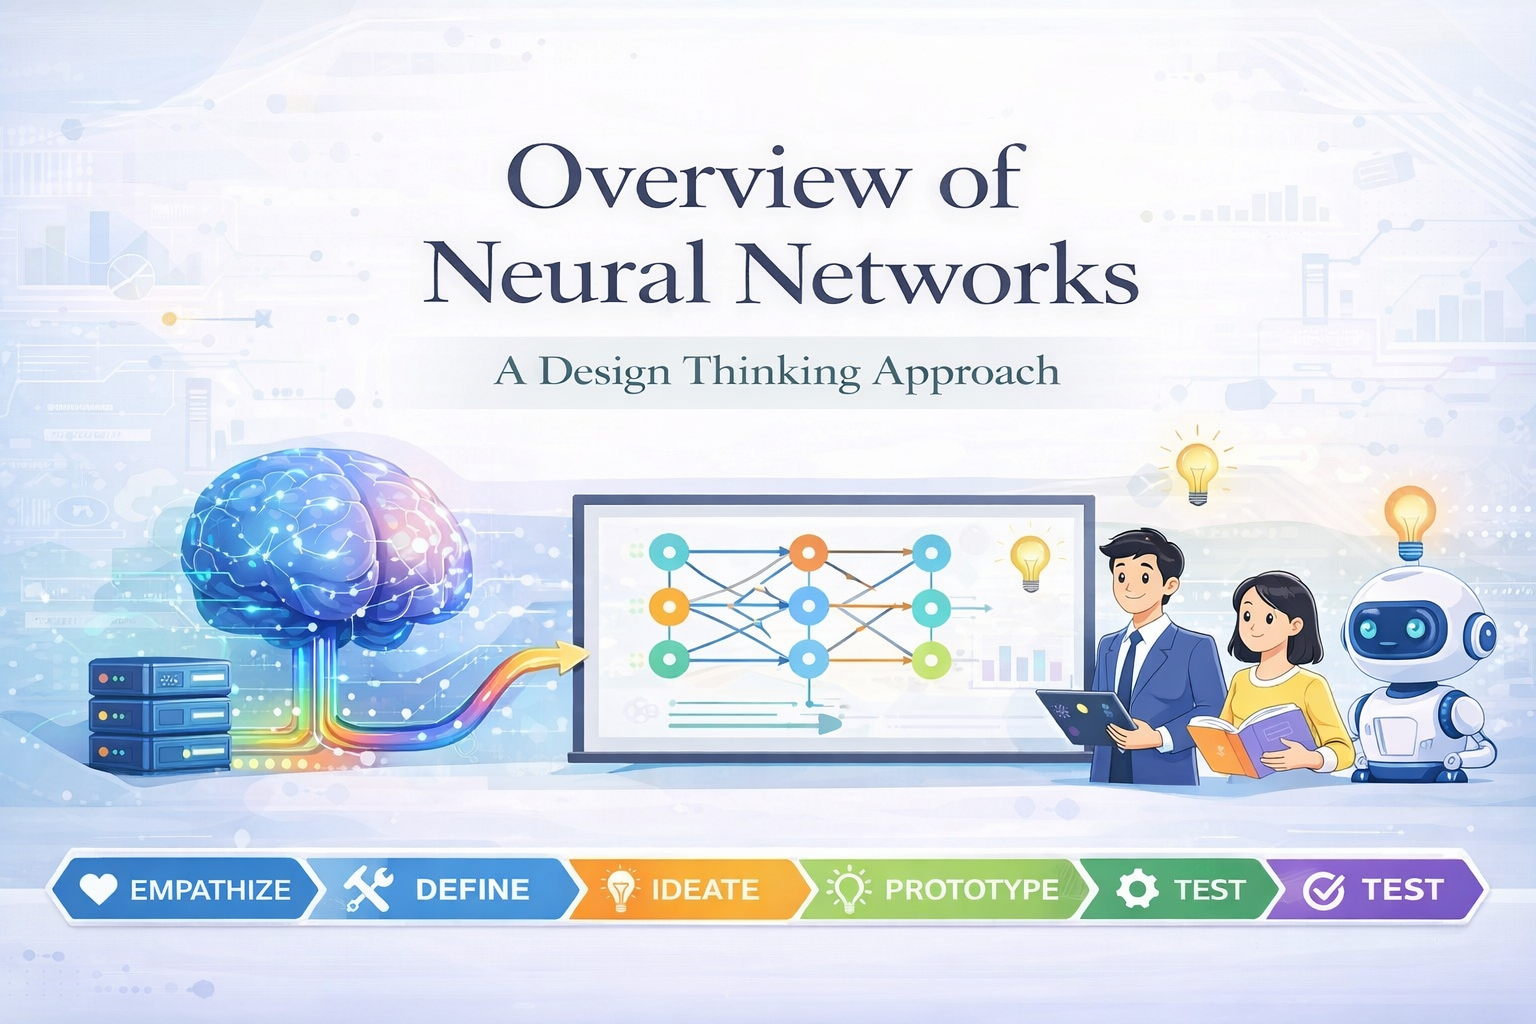 Overview of
Neural Networks
A Design Thinking Approach
EMPATHIZE DEFINE IDEATE PROTOTYPE TEST TEST